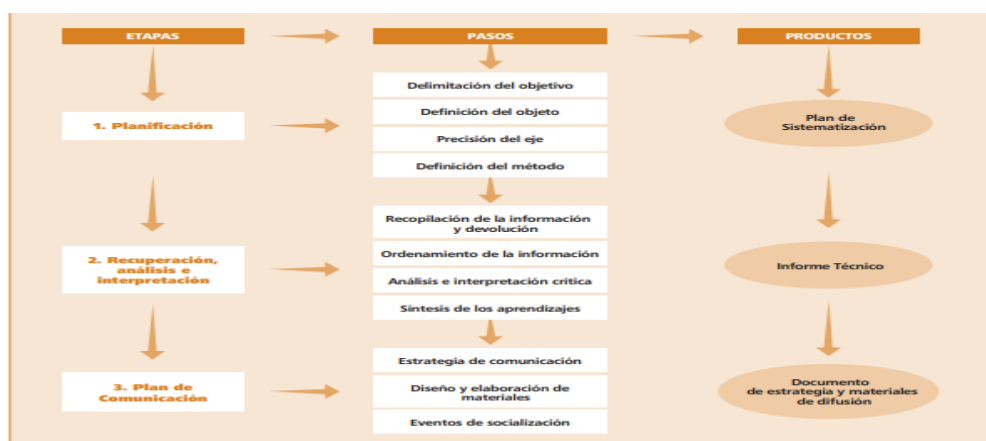 ETAPAS
PASOS
PRODUCTOS
1. Planificación
Delimitación del objetivo
Definición del objeto
Precisión del eje
Definición del método
Plan de
Sistematización
2. Recuperación,
análisis e
interpretación
Recopilación de la información
y devolución
Ordenamiento de la información
Análisis e interpretación crítica
Síntesis de los aprendizajes
Informe Técnico
3. Plan de
Comunicación
Estrategia de comunicación
Diseño y elaboración de
materiales
Eventos de socialización
Documento
de estrategia y materiales
de difusión